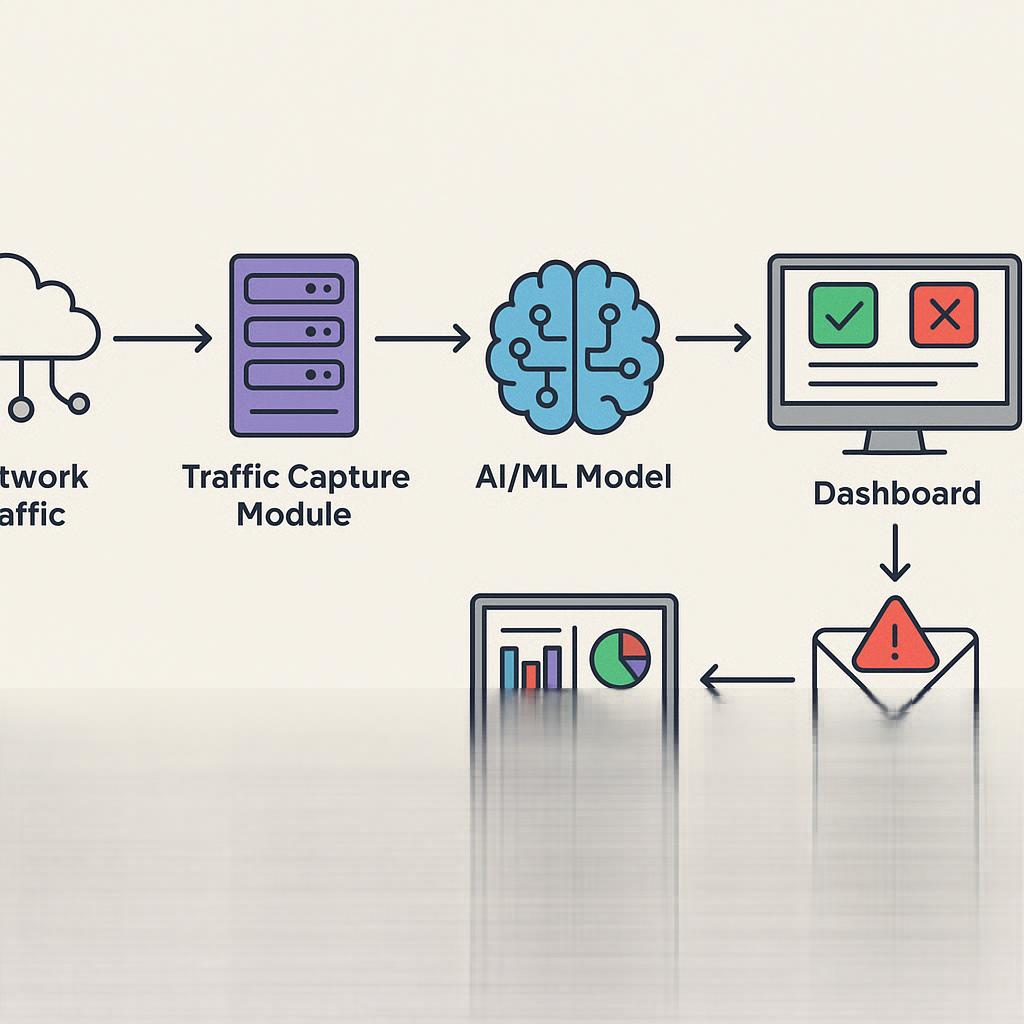 twork
affic
Traffic Capture
Module
AI/ML Model
Dashboard